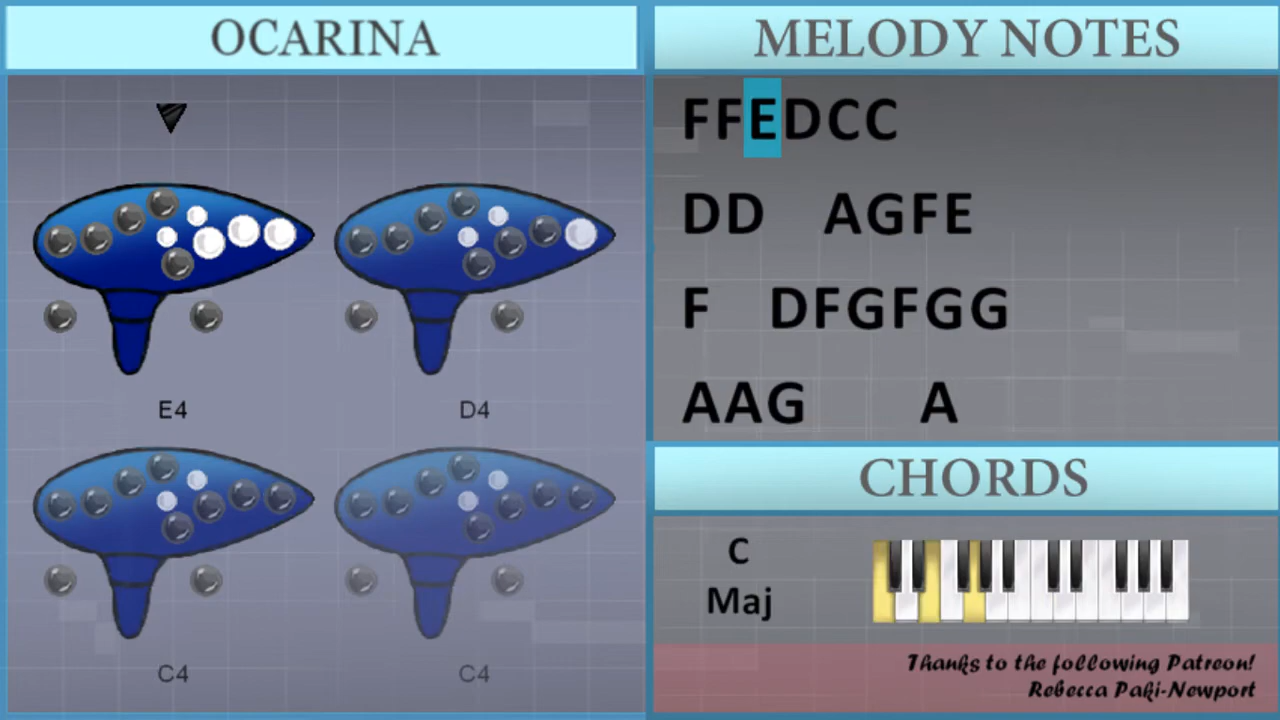 OCARINA
E4 D4
C4 C4
MELODY NOTES
FFEDCC
DD AGFE
F DFGFGG
AAG A
CHORDS
C
Maj
Thanks to the following Patreon!
Rebecca Paki-Newport